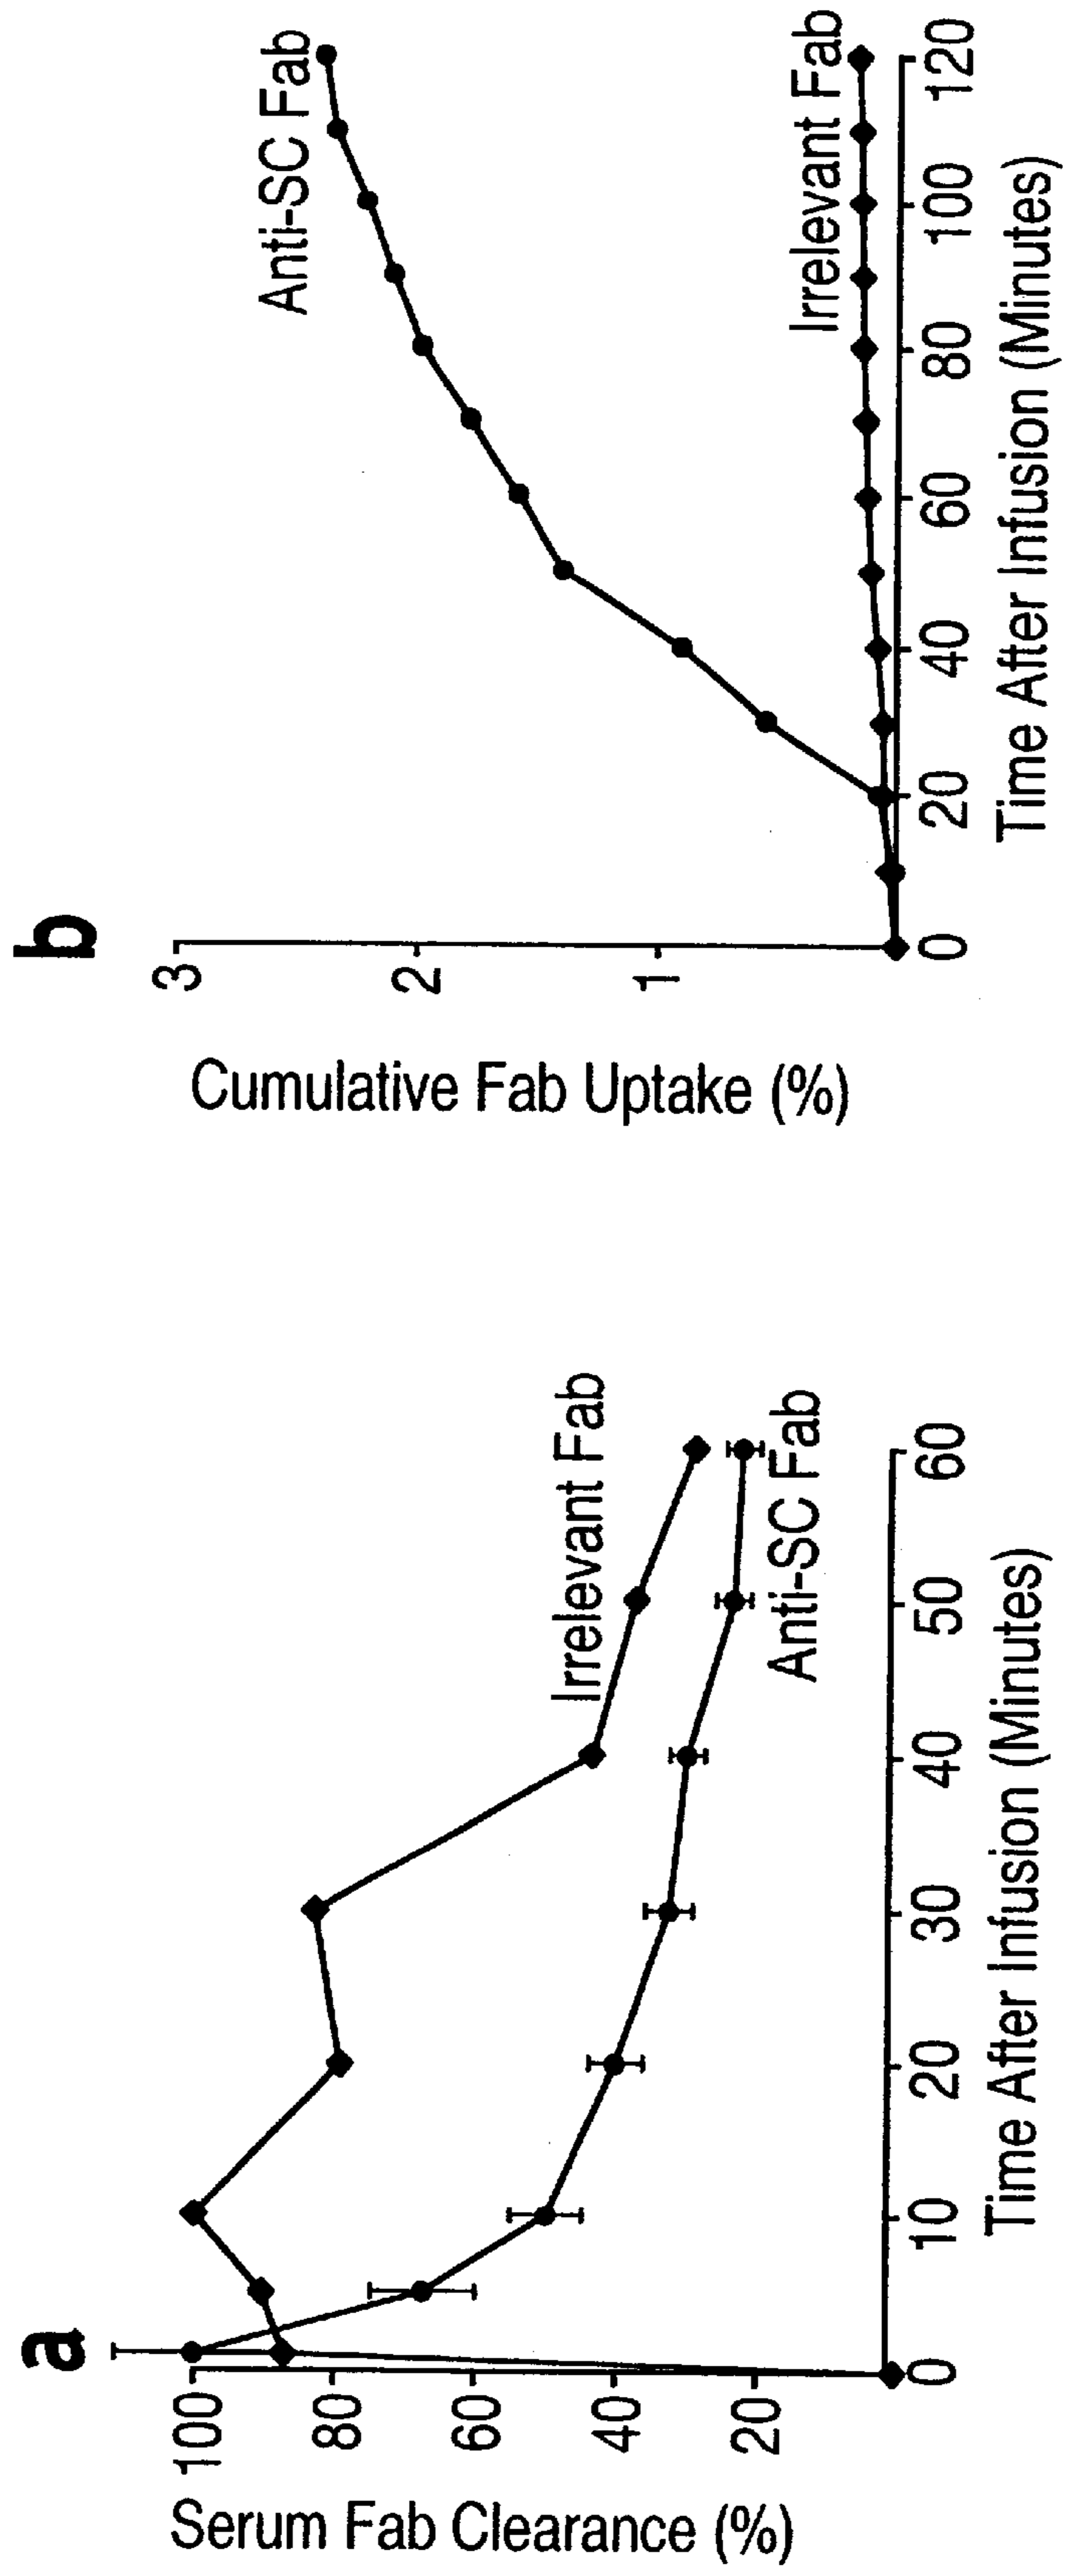 a
Serum Fab Clearance (%)
100
80
60
40
20
0
10
20
30
40
50
60
Time After Infusion (Minutes)
Irrelevant Fab
Anti-SC Fab
b
Cumulative Fab Uptake (%)
3
2
1
0
20
40
60
80
100
120
Time After Infusion (Minutes)
Anti-SC Fab
Irrelevant Fab